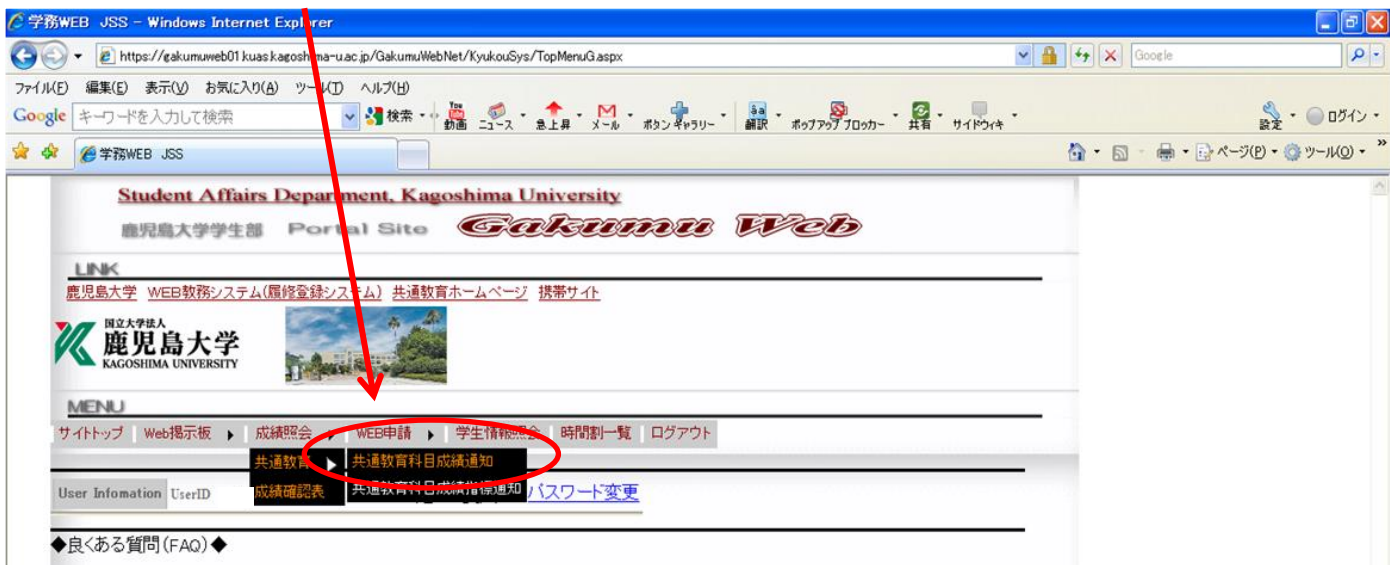 学務WEB JSS - Windows Internet Explorer
https://gakumuweb01.kuas.kagoshima-u.ac.jp/GakumuWebNet/KyukouSys/TopMenuG.aspx
Google
ファイル(F) 編集(E) 表示(V) お気に入り(A) ツール(T) ヘルプ(H)
Google キーワードを入力して検索 検索 You 動画 ニュース 急上昇 メール ボタン ギャラリー 翻訳 ポップアップ ブロッカー 共有 サイドウィキ 設定 ログイン
学務WEB JSS ページ(P) ツール(O) »
Student Affairs Department, Kagoshima University
鹿児島大学学生部 Portal Site Gakumu Web
LINK
鹿児島大学 WEB教務システム(履修登録システム) 共通教育ホームページ 携帯サイト
国立大学法人
鹿児島大学
KAGOSHIMA UNIVERSITY
MENU
サイトトップ Web掲示板 成績照会 WEB申請 学生情報照会 時間割一覧 ログアウト
共通教育 共通教育科目成績通知
User Infomation UserID 成績確認表 共通教育科目成績指標通知 パスワード変更
◆良くある質問(FAQ)◆